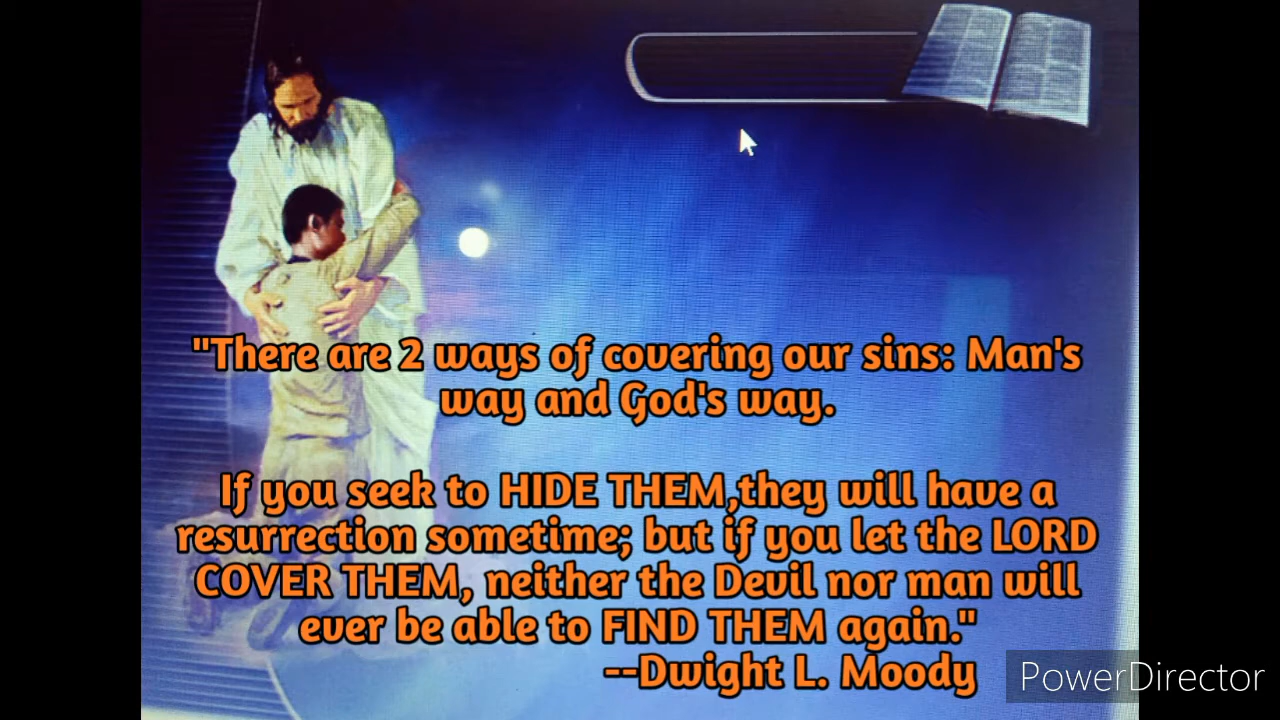 "There are 2 ways of covering our sins: Man's
way and God's way.
If you seek to HIDE THEM,they will have a
resurrection sometime; but if you let the LORD
COVER THEM, neither the Devil nor man will
ever be able to FIND THEM again."
--Dwight L. Moody
PowerDirector